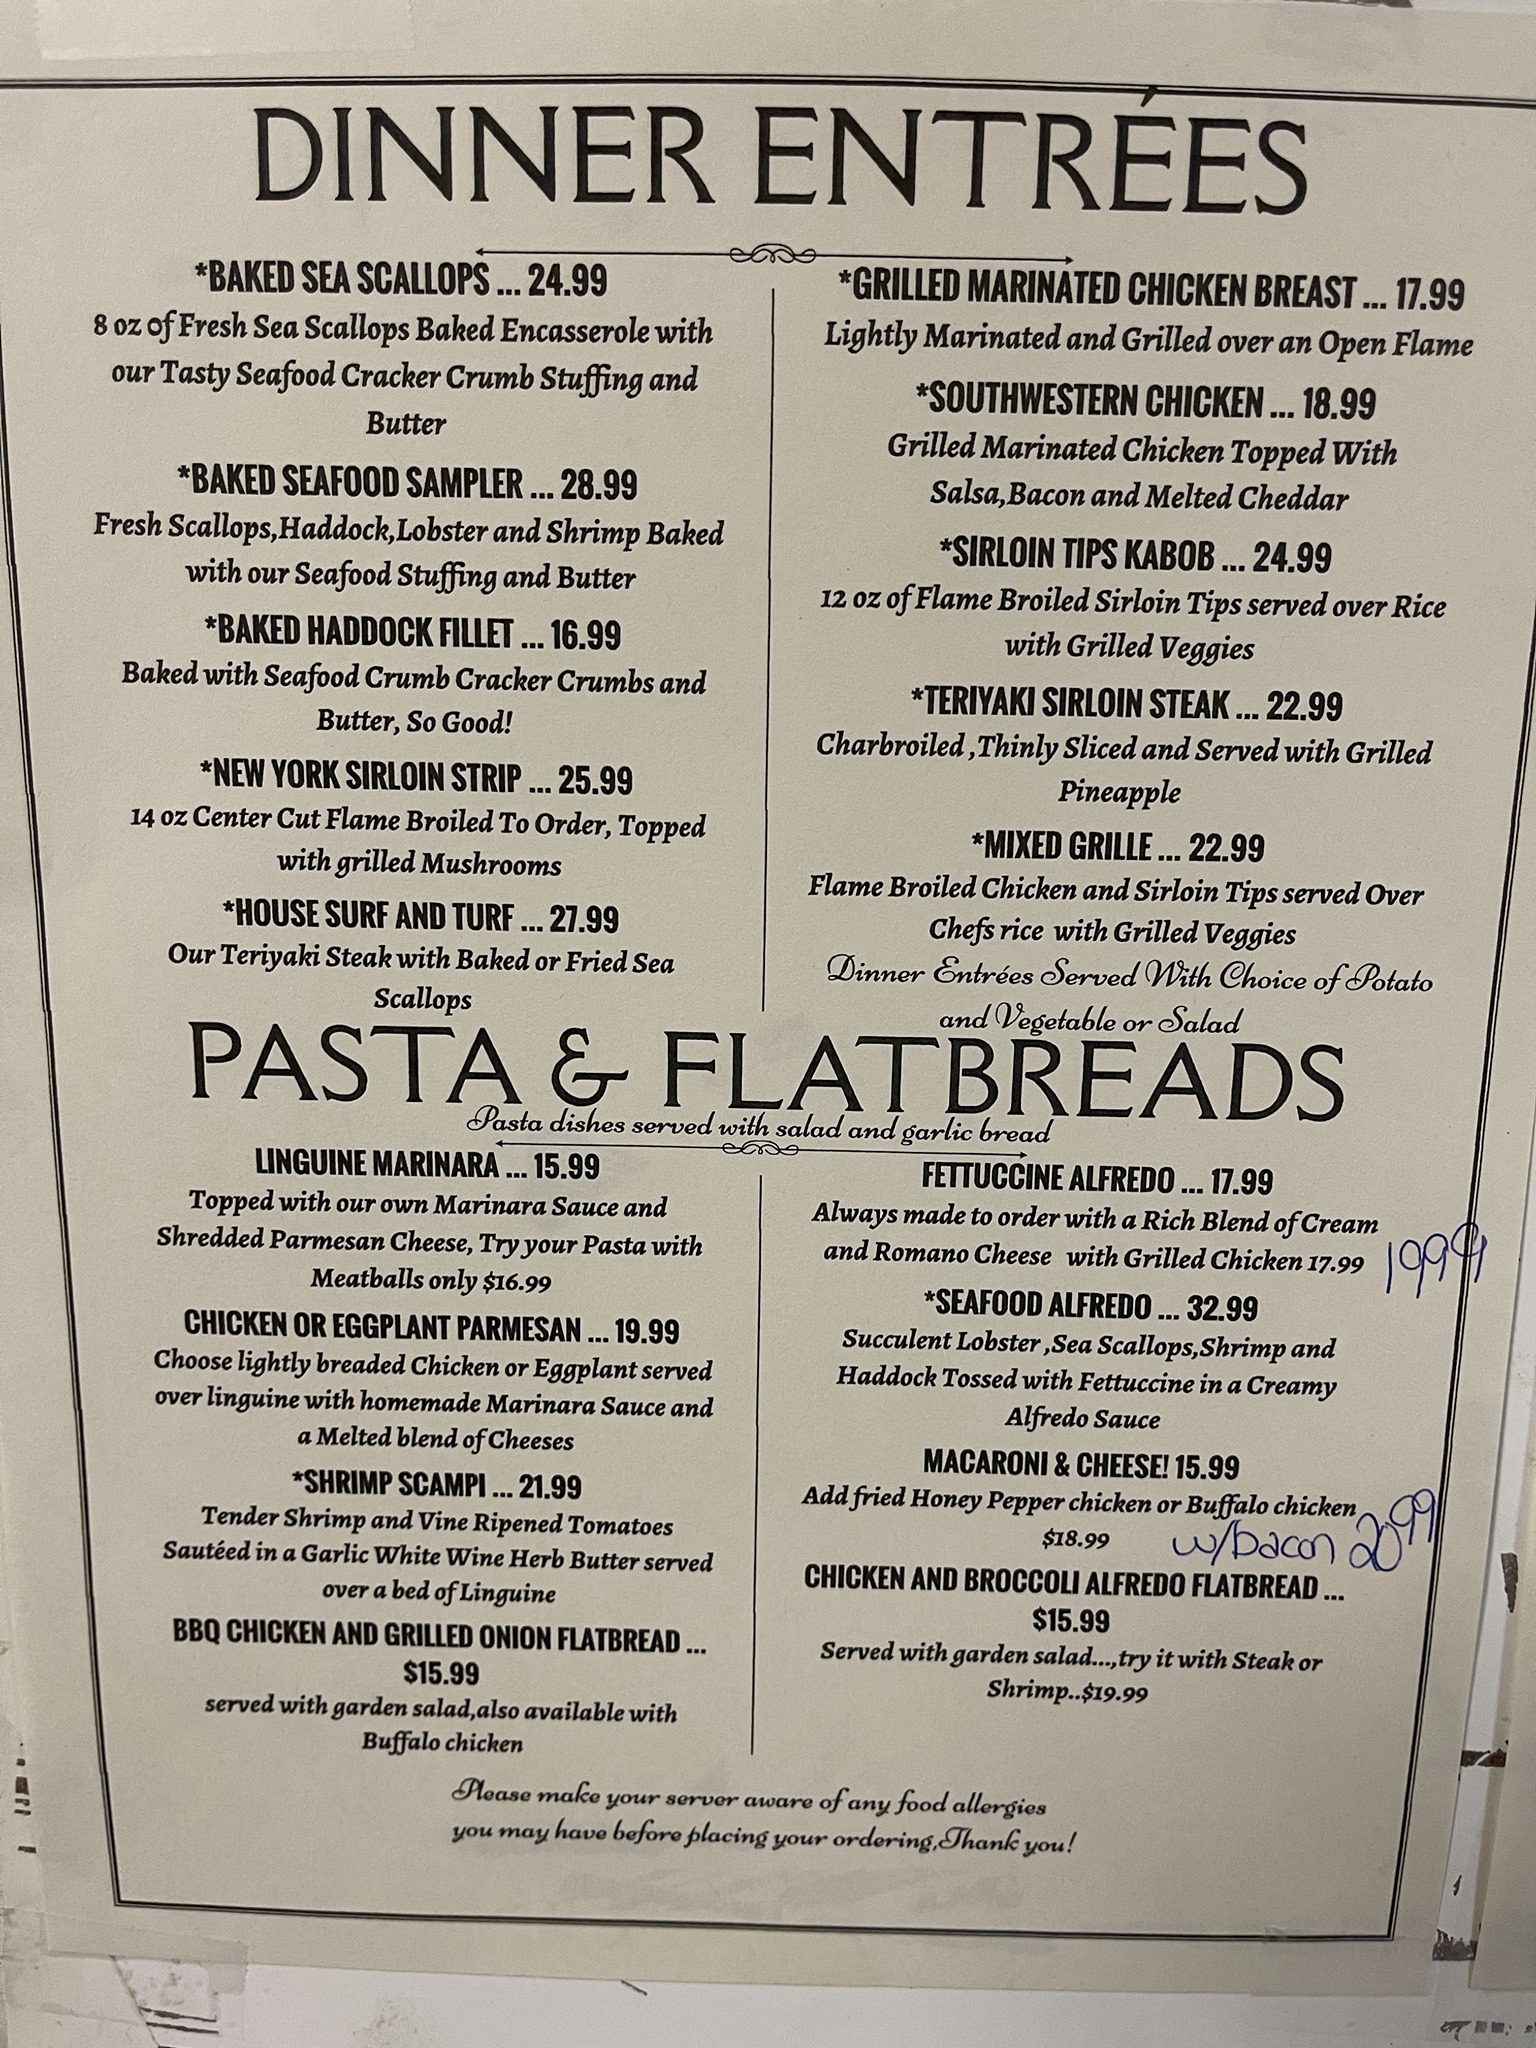 DINNER ENTRÉES
*BAKED SEA SCALLOPS ... 24.99
8 oz of Fresh Sea Scallops Baked Encasserole with
our Tasty Seafood Cracker Crumb Stuffing and
Butter
*BAKED SEAFOOD SAMPLER ... 28.99
Fresh Scallops,Haddock,Lobster and Shrimp Baked
with our Seafood Stuffing and Butter
*BAKED HADDOCK FILLET ... 16.99
Baked with Seafood Crumb Cracker Crumbs and
Butter, So Good!
*NEW YORK SIRLOIN STRIP ... 25.99
14 oz Center Cut Flame Broiled To Order, Topped
with grilled Mushrooms
*HOUSE SURF AND TURF ... 27.99
Our Teriyaki Steak with Baked or Fried Sea
Scallops
*GRILLED MARINATED CHICKEN BREAST ... 17.99
Lightly Marinated and Grilled over an Open Flame
*SOUTHWESTERN CHICKEN ... 18.99
Grilled Marinated Chicken Topped With
Salsa,Bacon and Melted Cheddar
*SIRLOIN TIPS KABOB ... 24.99
12 oz of Flame Broiled Sirloin Tips served over Rice
with Grilled Veggies
*TERIYAKI SIRLOIN STEAK ... 22.99
Charbroiled ,Thinly Sliced and Served with Grilled
Pineapple
*MIXED GRILLE ... 22.99
Flame Broiled Chicken and Sirloin Tips served Over
Chefs rice with Grilled Veggies
Dinner Entrées Served With Choice of Potato
and Vegetable or Salad
PASTA & FLATBREADS
Pasta dishes served with salad and garlic bread
LINGUINE MARINARA ... 15.99
Topped with our own Marinara Sauce and
Shredded Parmesan Cheese, Try your Pasta with
Meatballs only $16.99
CHICKEN OR EGGPLANT PARMESAN ... 19.99
Choose lightly breaded Chicken or Eggplant served
over linguine with homemade Marinara Sauce and
a Melted blend of Cheeses
*SHRIMP SCAMPI ... 21.99
Tender Shrimp and Vine Ripened Tomatoes
Sautéed in a Garlic White Wine Herb Butter served
over a bed of Linguine
BBQ CHICKEN AND GRILLED ONION FLATBREAD ...
$15.99
served with garden salad,also available with
Buffalo chicken
FETTUCCINE ALFREDO ... 17.99
Always made to order with a Rich Blend of Cream
and Romano Cheese with Grilled Chicken 17.99 1999
*SEAFOOD ALFREDO ... 32.99
Succulent Lobster ,Sea Scallops,Shrimp and
Haddock Tossed with Fettuccine in a Creamy
Alfredo Sauce
MACARONI & CHEESE! 15.99
Add fried Honey Pepper chicken or Buffalo chicken
$18.99 w/bacon 2099
CHICKEN AND BROCCOLI ALFREDO FLATBREAD ...
$15.99
Served with garden salad...,try it with Steak or
Shrimp..$19.99
Please make your server aware of any food allergies
you may have before placing your ordering,Thank you!